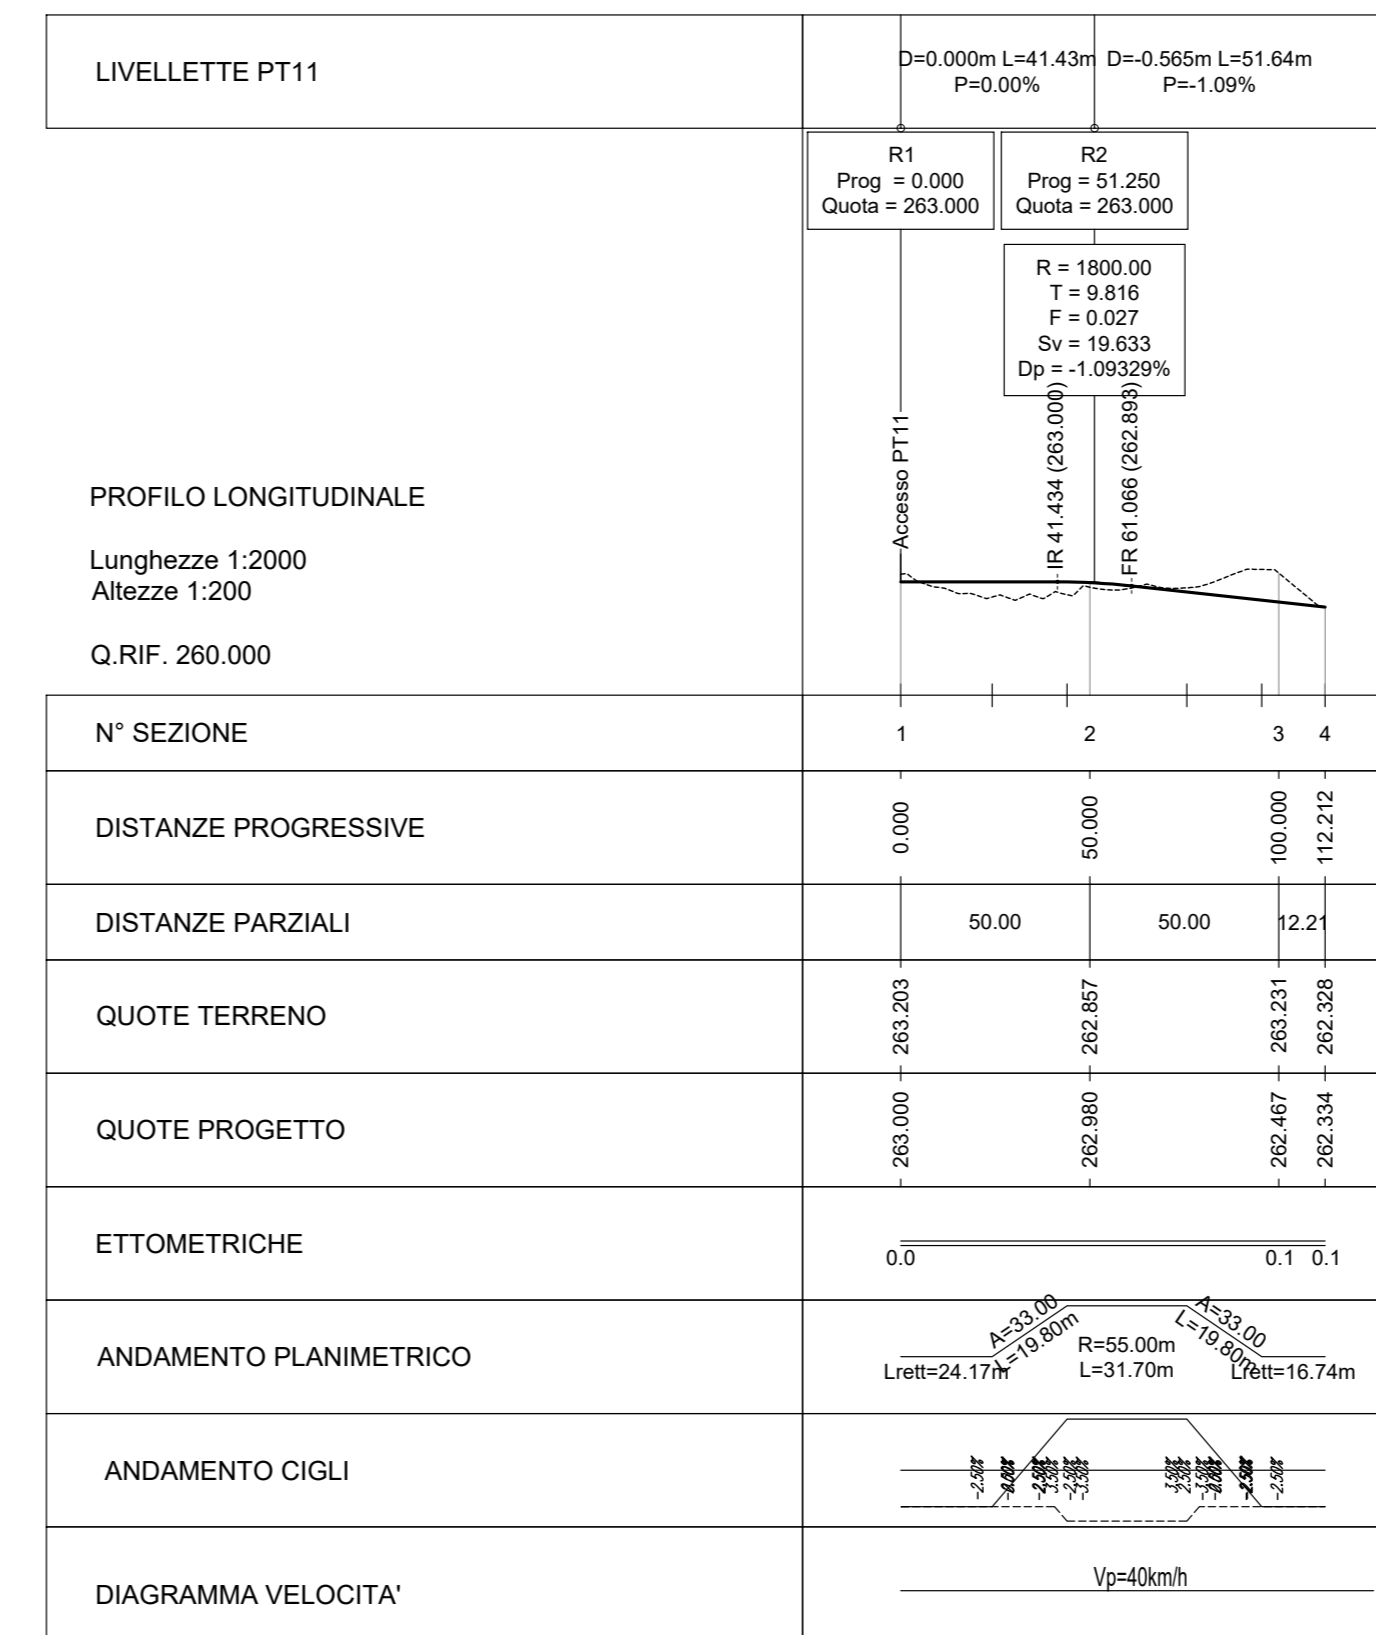 LIVELLETTE PT11
D=0.000m L=41.43m
P=0.00%
D=-0.565m L=51.64m
P=-1.09%
R1
Prog = 0.000
Quota = 263.000
R2
Prog = 51.250
Quota = 263.000
R = 1800.00
T = 9.816
F = 0.027
Sv = 19.633
Dp = -1.09329%
Accesso PT11
IR 41.434 (263.000)
FR 61.066 (262.893)
PROFILO LONGITUDINALE
Lunghezze 1:2000
Altezze 1:200
Q.RIF. 260.000
N° SEZIONE
1 2 3 4
DISTANZE PROGRESSIVE
0.000 50.000 100.000 112.212
DISTANZE PARZIALI
50.00 50.00 12.21
QUOTE TERRENO
263.203 262.857 263.231 262.328
QUOTE PROGETTO
263.000 262.980 262.467 262.334
ETTOMETRICHE
0.0 0.1 0.1
ANDAMENTO PLANIMETRICO
Lrett=24.17m
A=33.00
L=19.80m
R=55.00m
L=31.70m
A=33.00
L=19.80m
Lrett=16.74m
ANDAMENTO CIGLI
-2.50%
-2.50%
DIAGRAMMA VELOCITA'
Vp=40km/h